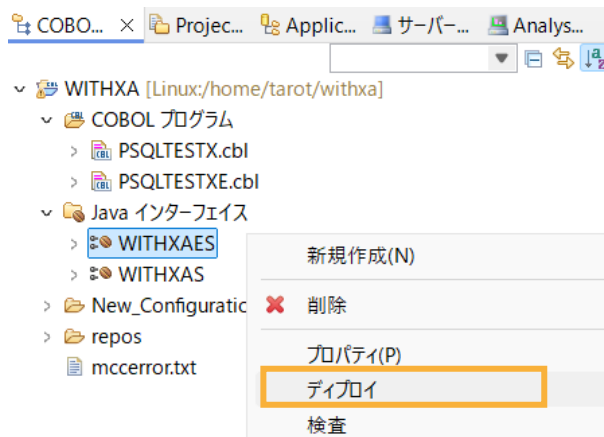 COBO... Projec... Applic... サーバー... Analys...
WITHXA [Linux:/home/tarot/withxa]
COBOL プログラム
PSQLTESTX.cbl
PSQLTESTXE.cbl
Java インターフェイス
WITHXAES
WITHXAS
New_Configuratic
repos
mccerror.txt
新規作成(N)
削除
プロパティ(P)
ディプロイ
検査